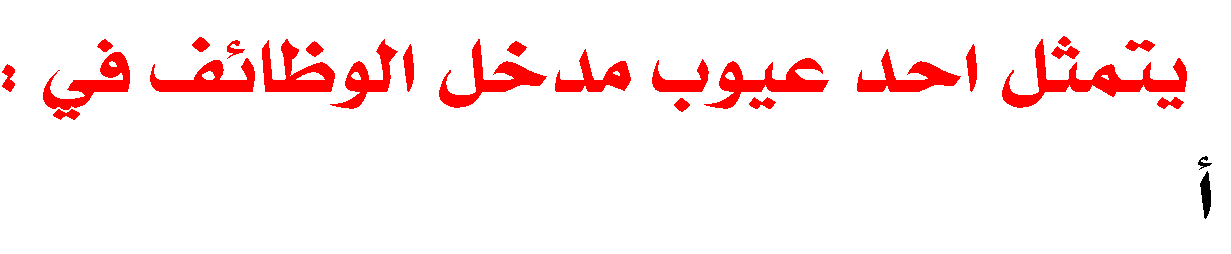 يتمثل احد عيوب مدخل الوظائف في :
أ